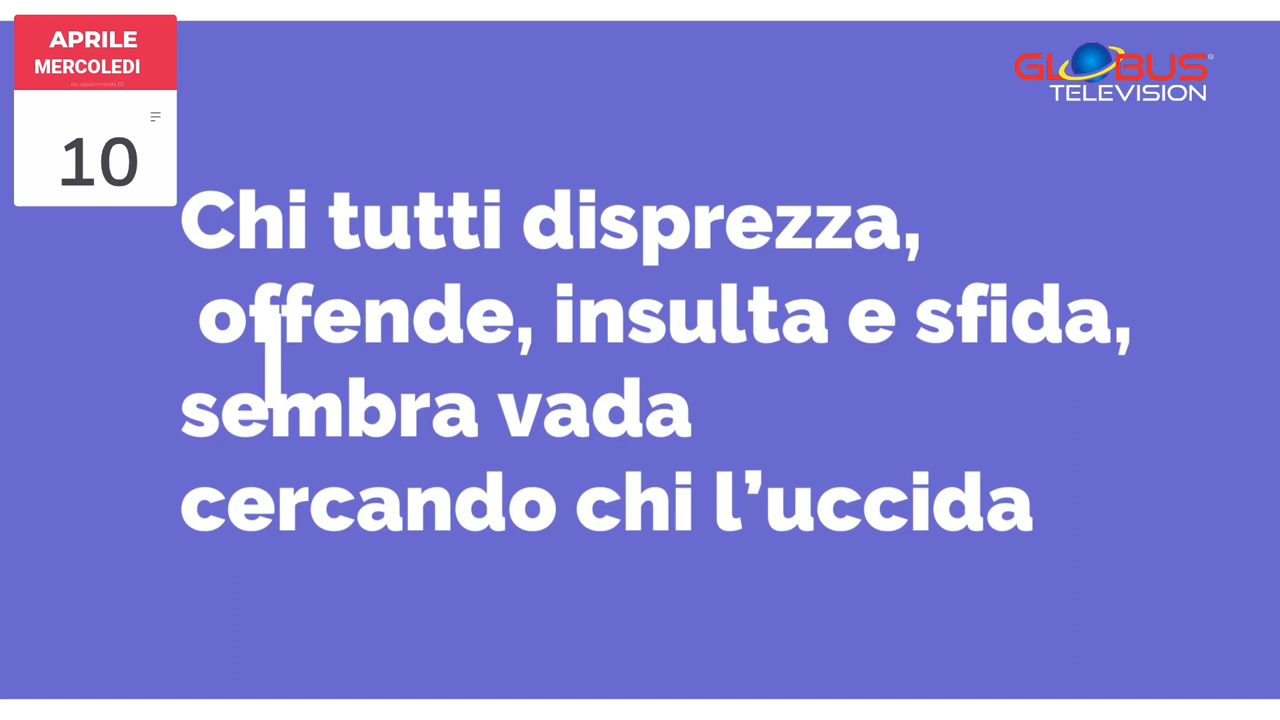 APRILE
MERCOLEDI
10
GLOBUS
TELEVISION
Chi tutti disprezza,
offende, insulta e sfida,
sembra vada
cercando chi l’uccida